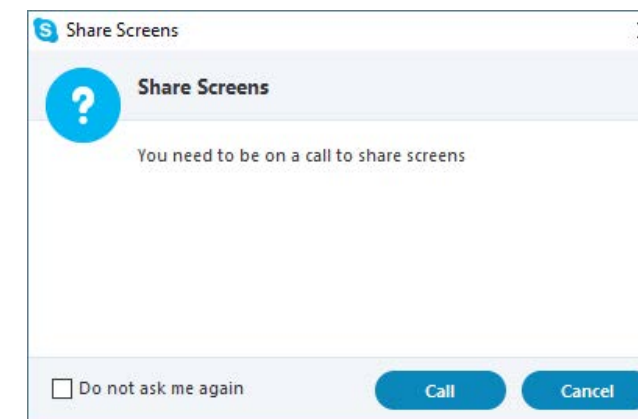 Share Screens
Share Screens
You need to be on a call to share screens
Do not ask me again
Call
Cancel